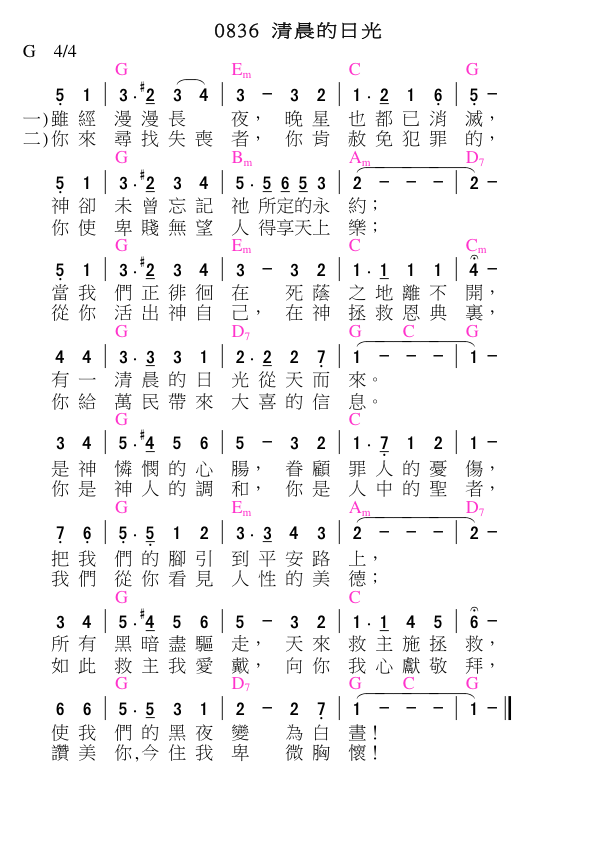 0836 清晨的日光
G 4/4
G Em C G
5 1 | 3 . #2 3 4 | 3 － 3 2 | 1 . 2 1 6 | 5 －
一)雖經 漫漫長 夜， 晚星 也都已消 滅，
二)你來 尋找失喪 者， 你肯 赦免犯罪 的，
G Bm Am D7
5 1 | 3 . #2 3 4 | 5 . 5 6 5 3 | 2 － － － | 2 －
神卻 未曾忘記 祂所定的永 約；
你使 卑賤無望 人得享天上 樂；
G Em C Cm
5 1 | 3 . #2 3 4 | 3 － 3 2 | 1 . 1 1 1 | 4 －
當我 們正徘徊 在 死蔭 之地離不 開，
從你 活出神自 己， 在神 拯救恩典 裏，
G D7 G C G
4 4 | 3 . 3 3 1 | 2 . 2 2 7 | 1 － － － | 1 －
有一 清晨的日 光從天而 來。
你給 萬民帶來 大喜的信 息。
G C
3 4 | 5 . #4 5 6 | 5 － 3 2 | 1 . 7 1 2 | 1 －
是神 憐憫的心 腸， 眷顧 罪人的憂 傷，
你是 神人的調 和， 你是 人中的聖 者，
G Em Am D7
7 6 | 5 . 5 1 2 | 3 . 3 4 3 | 2 － － － | 2 －
把我 們的腳引 到平安路 上，
我們 從你看見 人性的美 德；
G C
3 4 | 5 . #4 5 6 | 5 － 3 2 | 1 . 1 4 5 | 6 －
所有 黑暗盡驅 走， 天來 救主施拯 救，
如此 救主我愛 戴， 向你 我心獻敬 拜，
G D7 G C G
6 6 | 5 . 5 3 1 | 2 － 2 7 | 1 － － － | 1 －
使我 們的黑夜 變 為白 晝！
讚美 你,今住我 卑 微胸 懷！